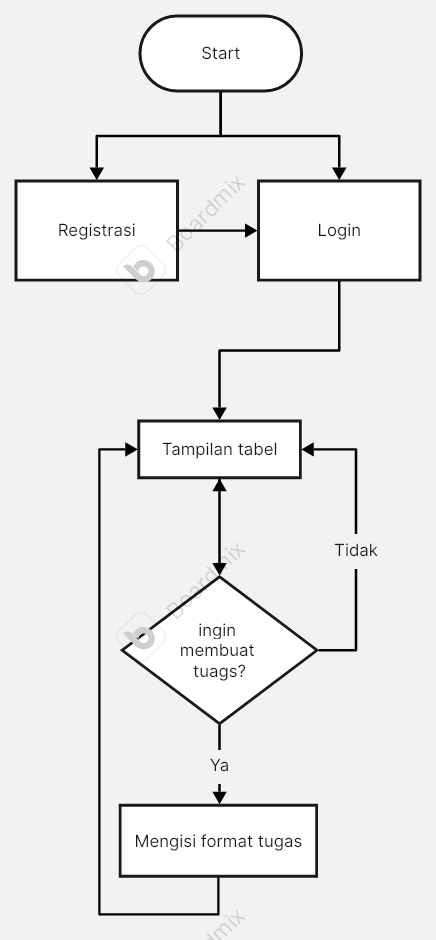 Start
Registrasi
Login
Boardmix
Tampilan tabel
Tidak
Boardmix
ingin
membuat
tuags?
Ya
Mengisi format tugas